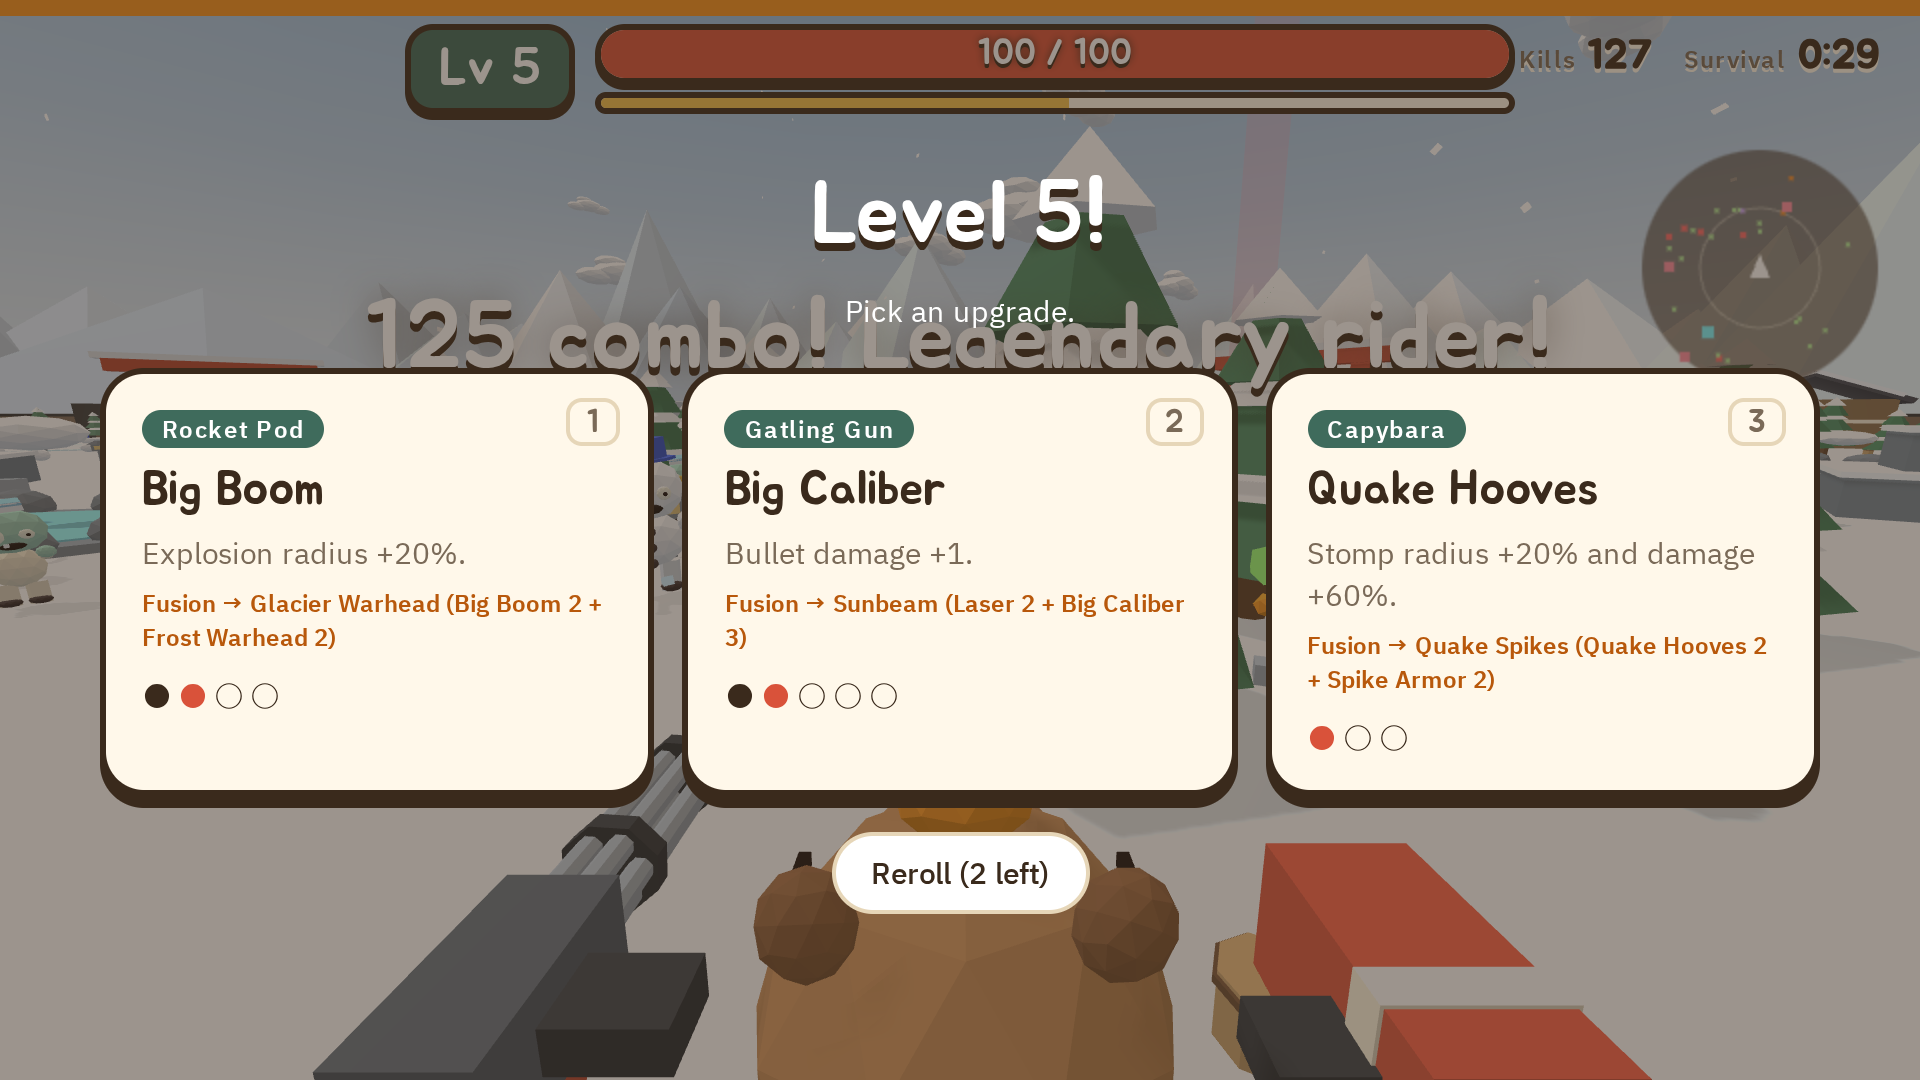 Lv 5
100 / 100
Kills 127 Survival 0:29
Level 5!
Pick an upgrade.
125 combo! Legendary rider!
Rocket Pod
1
Big Boom
Explosion radius +20%.
Fusion → Glacier Warhead (Big Boom 2 +
Frost Warhead 2)
Gatling Gun
2
Big Caliber
Bullet damage +1.
Fusion → Sunbeam (Laser 2 + Big Caliber
3)
Capybara
3
Quake Hooves
Stomp radius +20% and damage
+60%.
Fusion → Quake Spikes (Quake Hooves 2
+ Spike Armor 2)
Reroll (2 left)